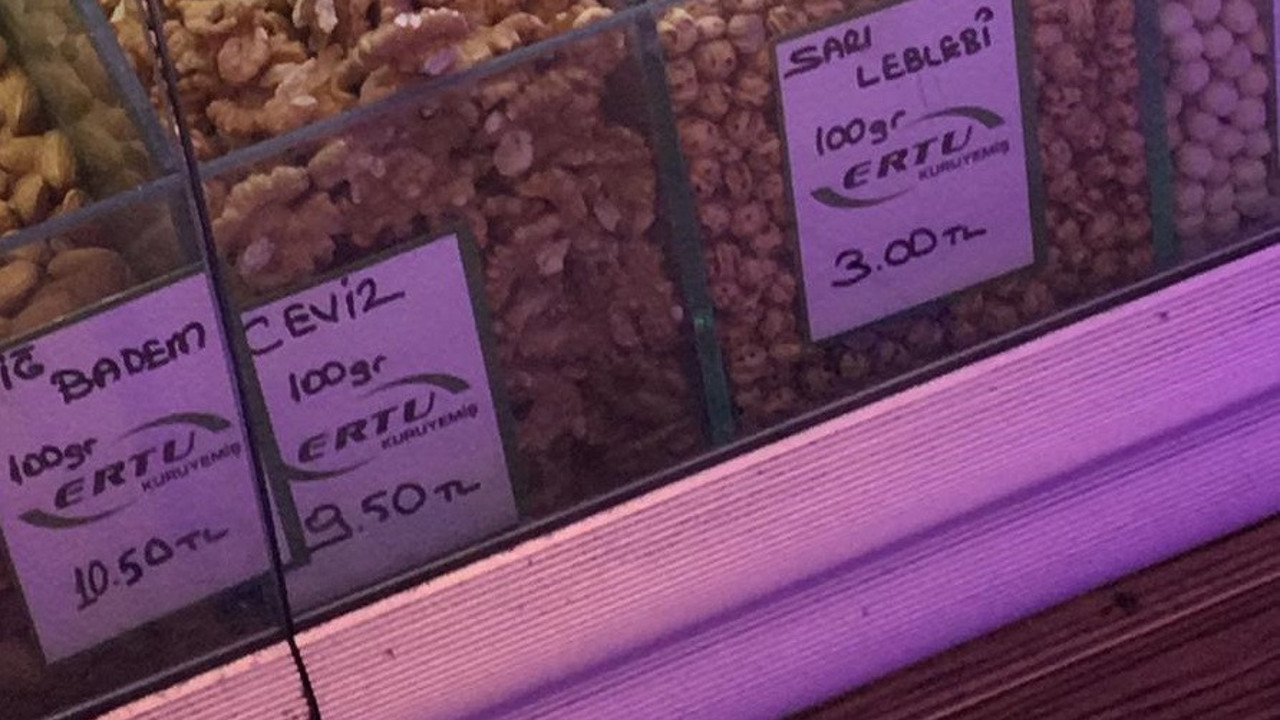 İÇ BADEM
100gr
ERTU
KURUYEMİŞ
10.50 TL
CEVİZ
100gr
ERTU
KURUYEMİŞ
9.50 TL
SARI
LEBLEBİ
100gr
ERTU
KURUYEMİŞ
3.00 TL